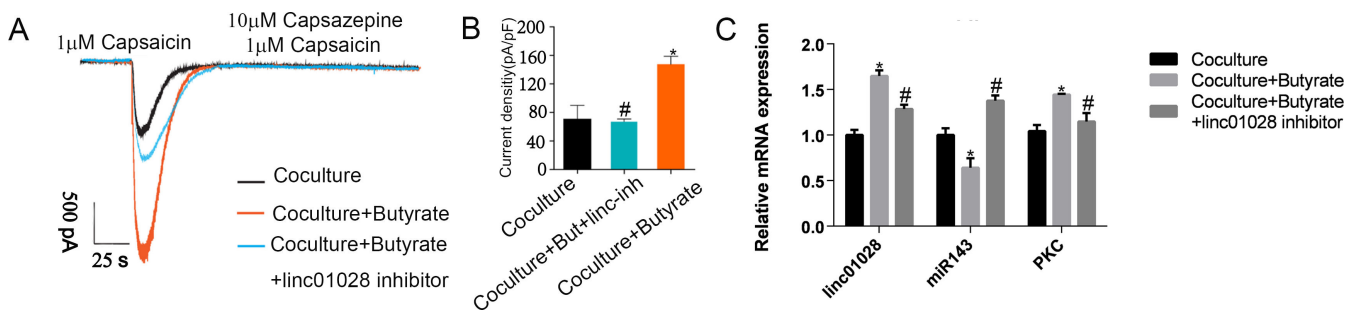 A
1µM Capsaicin
10µM Capsazepine
1µM Capsaicin
500 pA
25 s
Coculture
Coculture+Butyrate
Coculture+Butyrate
+linc01028 inhibitor
B
Current densitiy(pA/pF)
200
160
120
80
40
0
#
*
Coculture
Coculture+But+linc-inh
Coculture+Butyrate
C
Relative mRNA expression
2.0
1.5
1.0
0.5
0.0
*
#
*
#
*
#
linc01028
miR143
PKC
Coculture
Coculture+Butyrate
Coculture+Butyrate
+linc01028 inhibitor